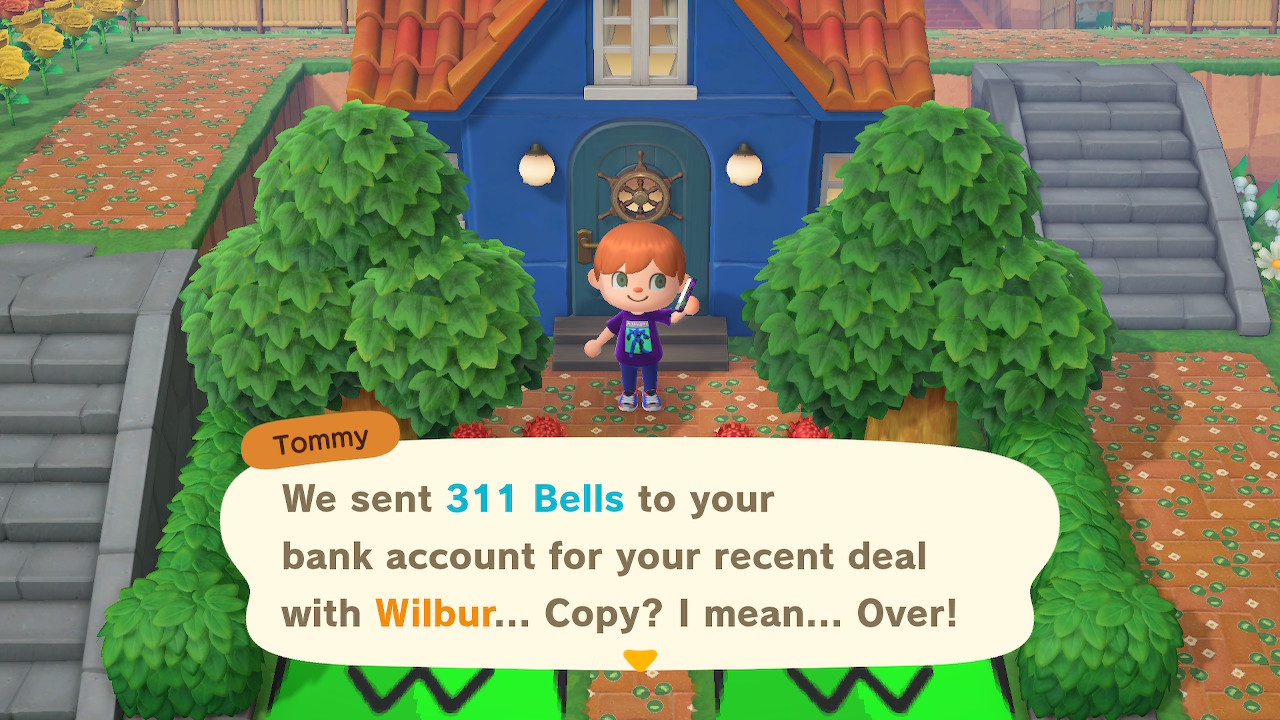 Tommy
We sent 311 Bells to your
bank account for your recent deal
with Wilbur... Copy? I mean... Over!